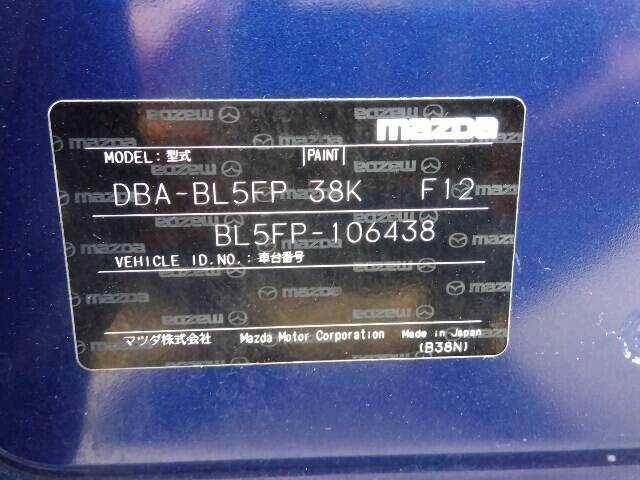 mazda
MODEL: 型式 PAINT
DBA-BL5FP 38K F12
BL5FP-106438
VEHICLE ID.NO.: 車台番号
マツダ株式会社 Mazda Motor Corporation Made in Japan
(B38N)